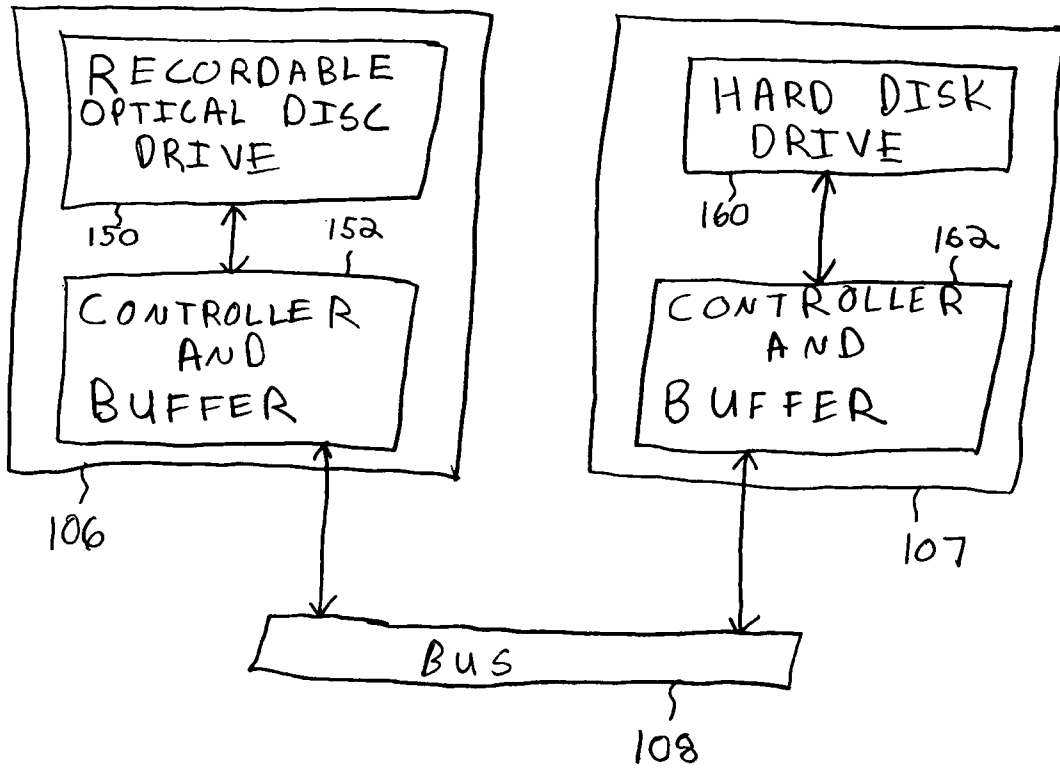 RECORDABLE
OPTICAL DISC
DRIVE
150
152
CONTROLLER
AND
BUFFER
106
HARD DISK
DRIVE
160
162
CONTROLLER
AND
BUFFER
107
BUS
108